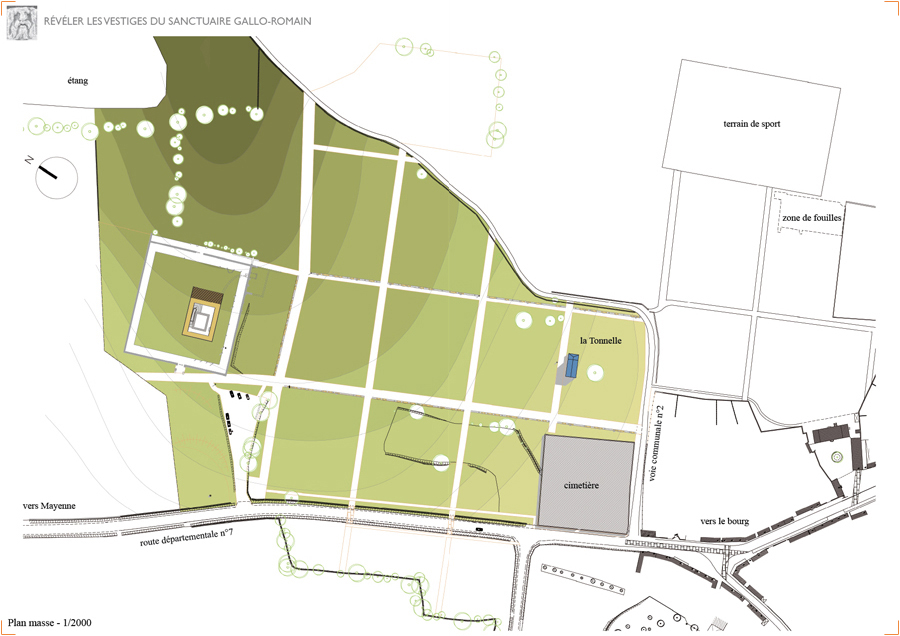 RÉVÉLER LES VESTIGES DU SANCTUAIRE GALLO-ROMAIN
étang
terrain de sport
N
zone de fouilles
la Tonnelle
voie communale n°2
cimetière
vers Mayenne
vers le bourg
route départementale n°7
Plan masse - 1/2000